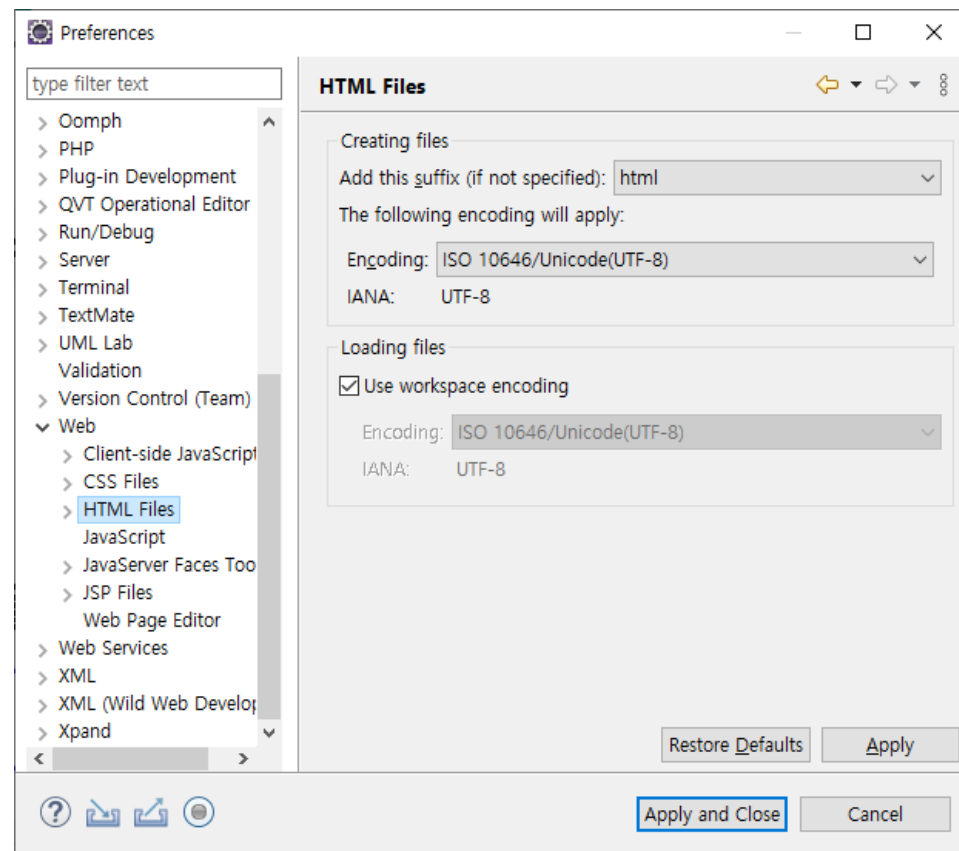 Preferences
type filter text
Oomph
PHP
Plug-in Development
QVT Operational Editor
Run/Debug
Server
Terminal
TextMate
UML Lab
Validation
Version Control (Team)
Web
Client-side JavaScript
CSS Files
HTML Files
JavaScript
JavaServer Faces Too
JSP Files
Web Page Editor
Web Services
XML
XML (Wild Web Develop
Xpand
HTML Files
Creating files
Add this suffix (if not specified): html
The following encoding will apply:
Encoding: ISO 10646/Unicode(UTF-8)
IANA: UTF-8
Loading files
Use workspace encoding
Encoding: ISO 10646/Unicode(UTF-8)
IANA: UTF-8
Restore Defaults Apply
Apply and Close Cancel